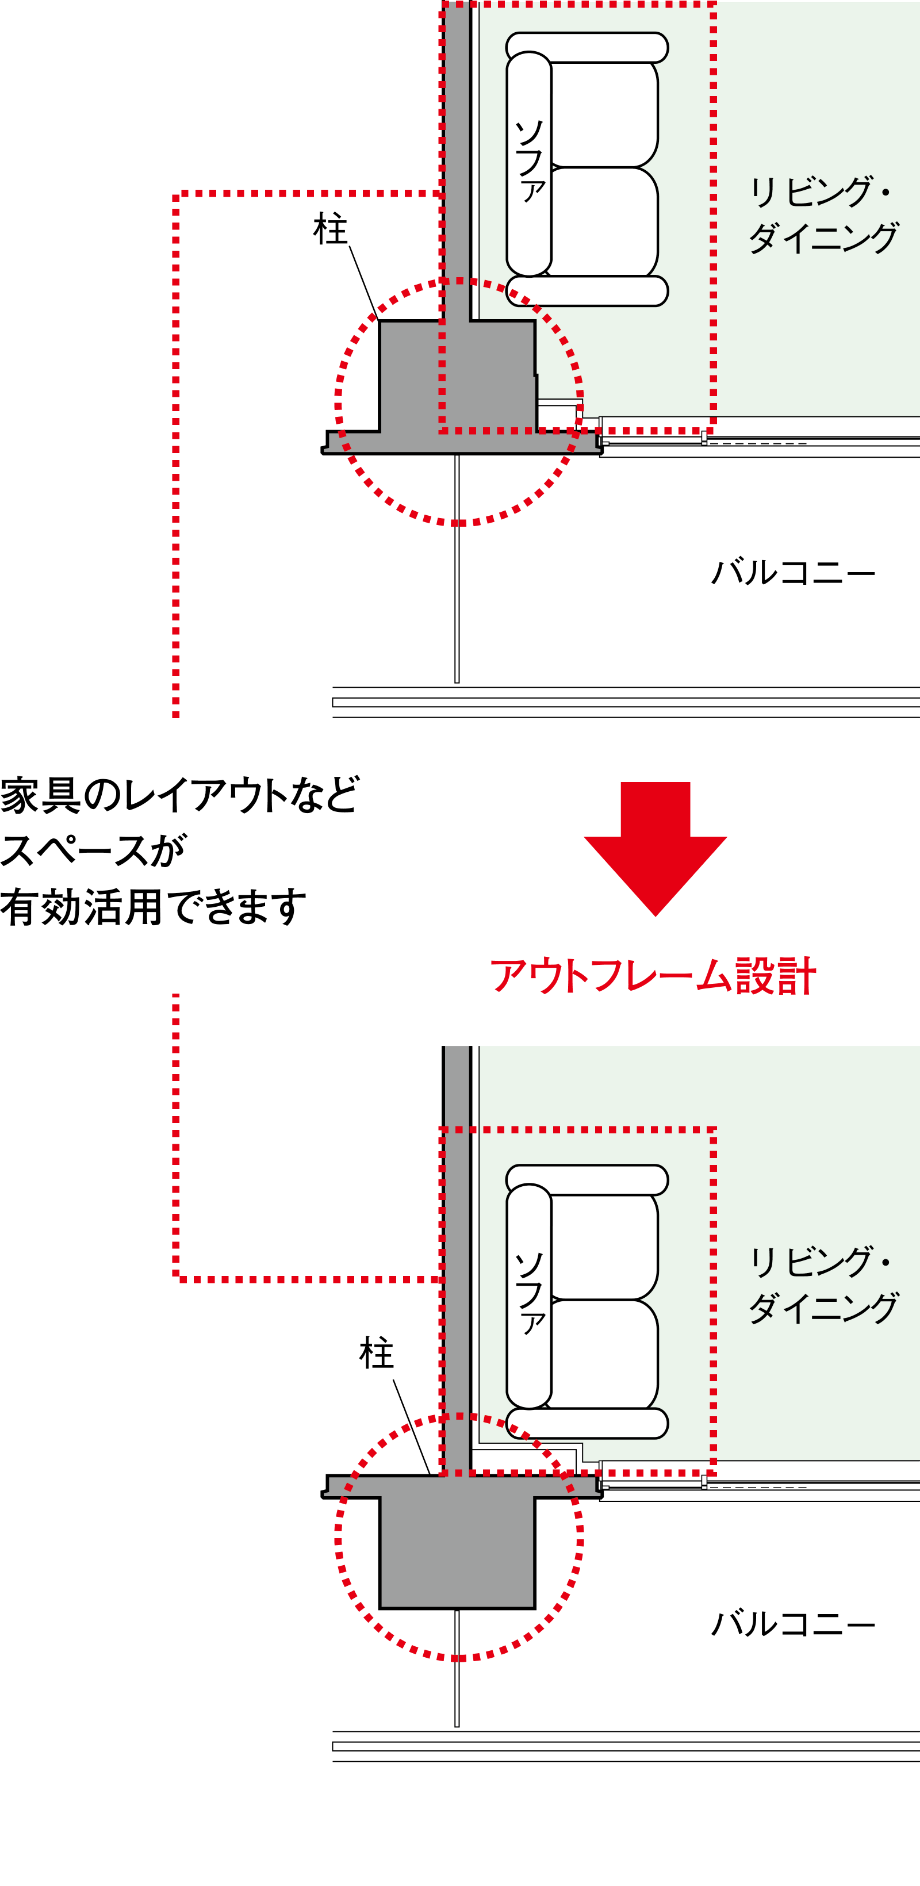 ソファ
リビング・
ダイニング
柱
バルコニー
家具のレイアウトなど
スペースが
有効活用できます
アウトフレーム設計
ソファ
リビング・
ダイニング
柱
バルコニー